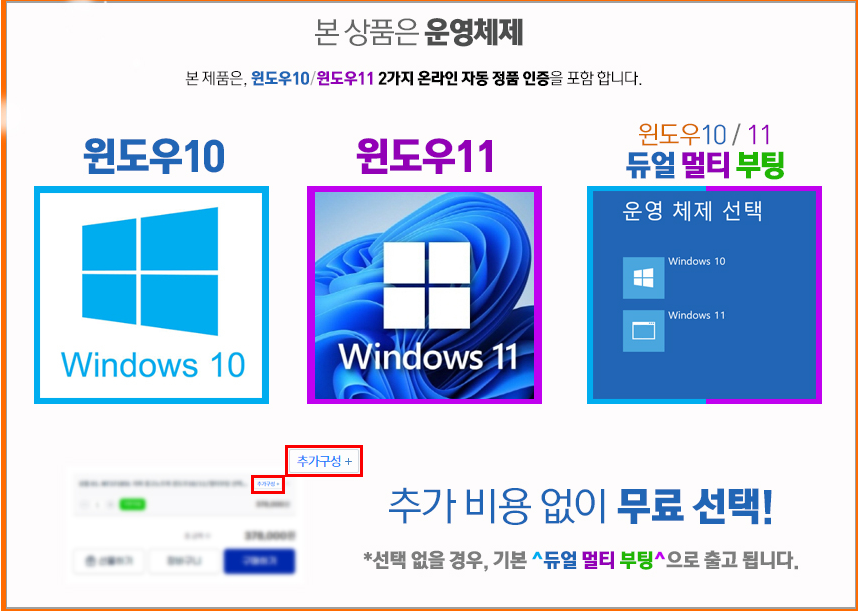 본 상품은 운영체제
본 제품은, 윈도우10/윈도우11 2가지 온라인 자동 정품 인증을 포함 합니다.
윈도우10
윈도우11
윈도우10 / 11
듀얼 멀티 부팅
Windows 10
Windows 11
운영 체제 선택
Windows 10
Windows 11
추가구성 +
추가구성 +
추가 비용 없이 무료 선택!
*선택 없을 경우, 기본 ^듀얼 멀티 부팅^으로 출고 됩니다.